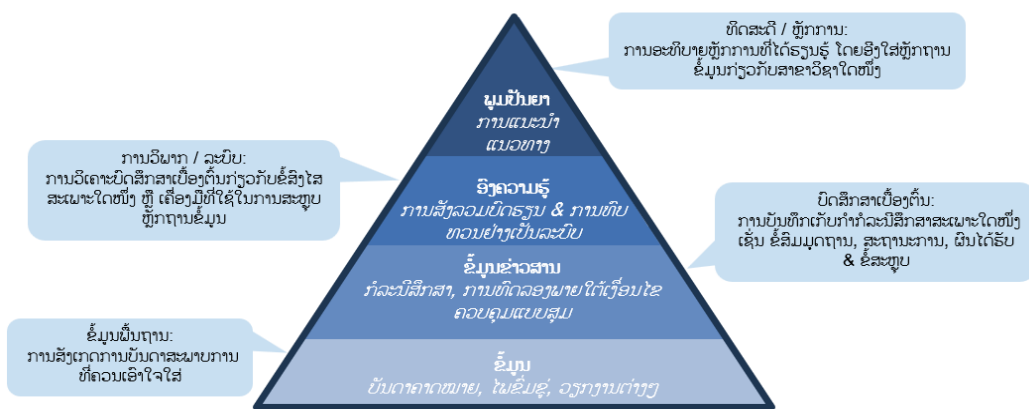 ທິດສະດີ / ຫຼັກການ:
ການອະທິບາຍຫຼັກການທີ່ໄດ້ຮຽນຮູ້ ໂດຍອີງໃສ່ຫຼັກຖານ
ຂໍ້ມູນກ່ຽວກັບສາຂາວິຊາໃດໜຶ່ງ
ພູມປັນຍາ
ການແນະນຳ
ແນວທາງ
ການວິພາກ / ລະບົບ:
ການວິເຄາະບົດສຶກສາເບື້ອງຕົ້ນກ່ຽວກັບຂໍ້ສົງໄສ
ສະເພາະໃດໜຶ່ງ ຫຼື ເຄື່ອງມືທີ່ໃຊ້ໃນການສະຫຼຸບ
ຫຼັກຖານຂໍ້ມູນ
ອົງຄວາມຮູ້
ການສັງລວມບົດຮຽນ & ການທົບ
ທວນຢ່າງເປັນລະບົບ
ບົດສຶກສາເບື້ອງຕົ້ນ:
ການບັນທຶກເກັບກຳກໍລະນີສຶກສາສະເພາະໃດໜຶ່ງ
ເຊັ່ນ ຂໍ້ສົມມຸດຖານ, ສະຖານະການ, ຜົນໄດ້ຮັບ
& ຂໍ້ສະຫຼຸບ
ຂໍ້ມູນຂ່າວສານ
ກໍລະນີສຶກສາ, ການທົດລອງພາຍໃຕ້ເງື່ອນໄຂ
ຄວບຄຸມແບບສຸມ
ຂໍ້ມູນພື້ນຖານ:
ການສັງເກດການບັນດາສະພາບການ
ທີ່ຄວນເອົາໃຈໃສ່
ຂໍ້ມູນ
ບັນດາຄາດໝາຍ, ໄພຂົ່ມຂູ່, ວຽກງານຕ່າງໆ